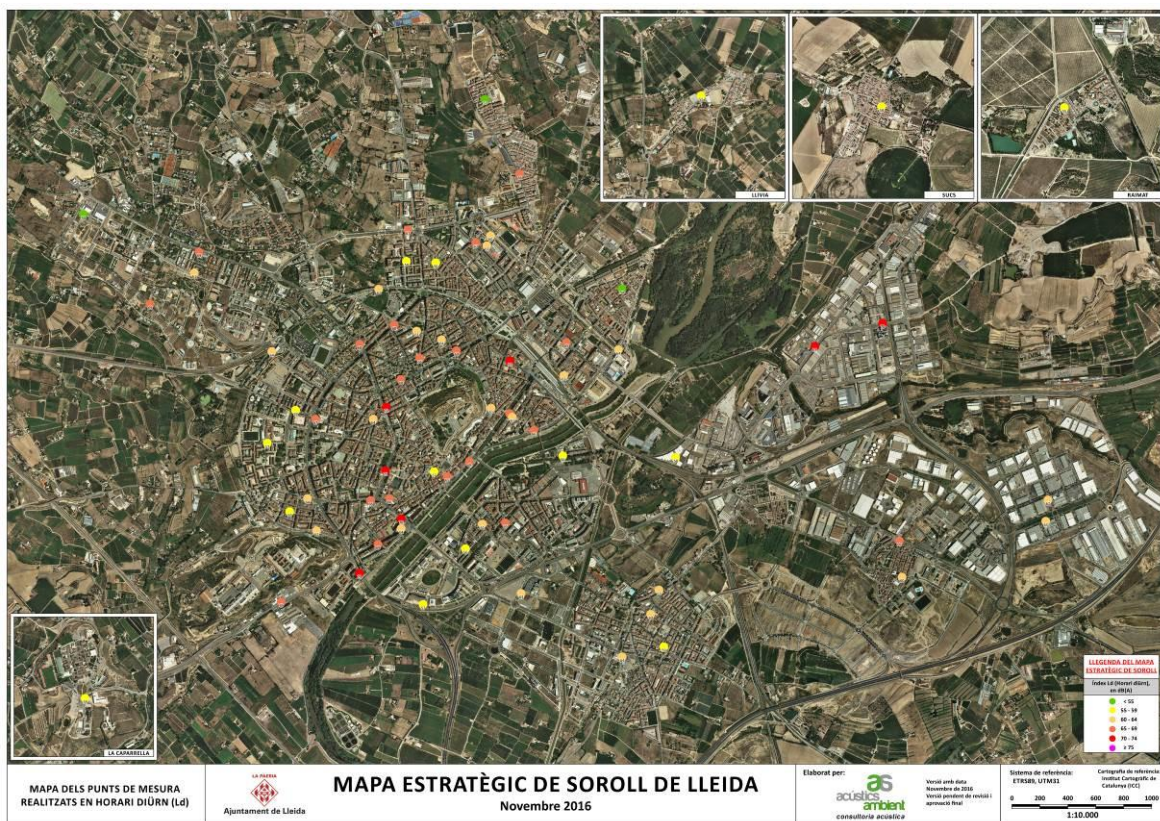 LLIVIA
SUCS
RAIMAT
LA CAPARRELLA
LLEGENDA DEL MAPA
ESTRATÈGIC DE SOROLL
Índex Ld (Horari diürn),
en dB(A)
< 55
55 - 59
60 - 64
65 - 69
70 - 74
≥ 75
MAPA DELS PUNTS DE MESURA
REALITZATS EN HORARI DIÜRN (Ld)
LA PAERIA
Ajuntament de Lleida
MAPA ESTRATÈGIC DE SOROLL DE LLEIDA
Novembre 2016
Elaborat per:
acústics
ambient
consultoria acústica
Versió amb data
Novembre de 2016
Versió pendent de revisió i
aprovació final
Sistema de referència:
ETRS89, UTM31
Cartografia de referència:
Institut Cartogràfic de
Catalunya (ICC)
0 200 400 600 800 1000
1:10.000